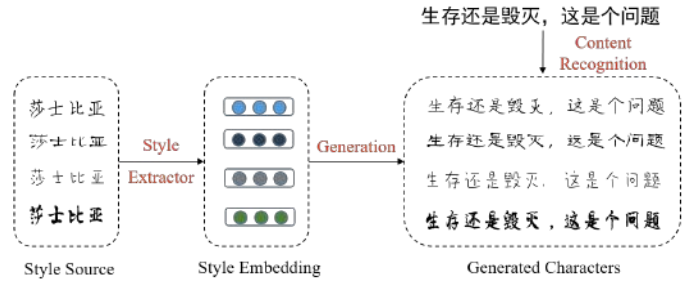 生存还是毁灭，这是个问题
Content
Recognition
莎士比亚
莎士比亚
莎士比亚
莎士比亚
Style
Extractor
Generation
生存还是毁灭，这是个问题
生存还是毁灭，这是个问题
生存还是毁灭，这是个问题
生存还是毁灭，这是个问题
Style Source
Style Embedding
Generated Characters